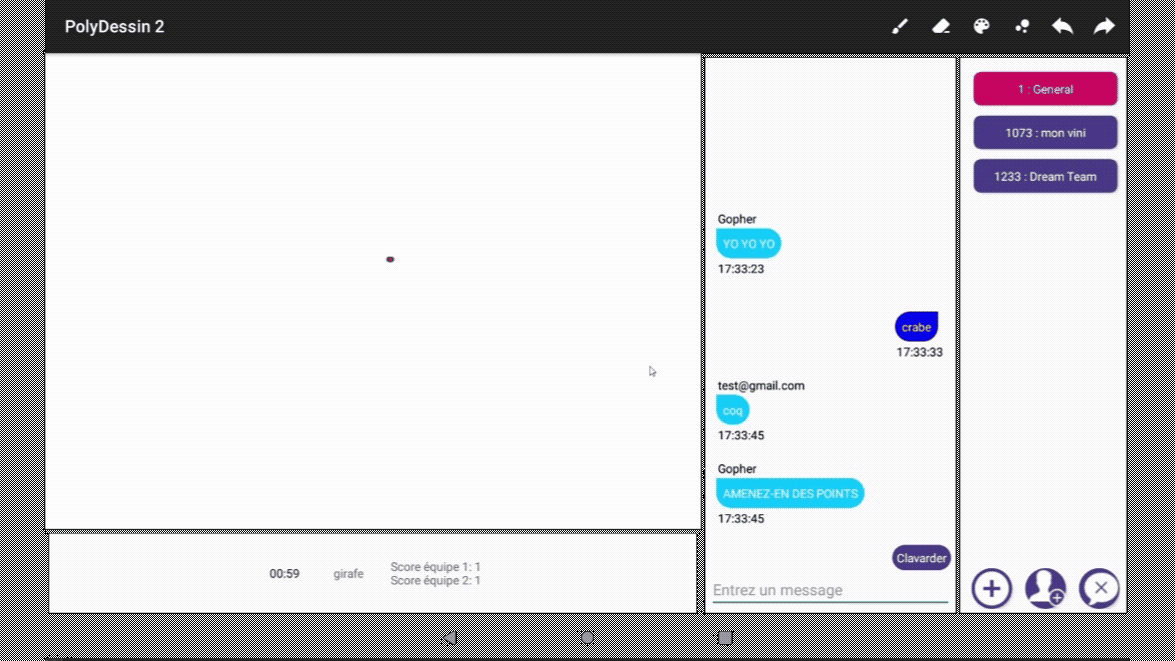 PolyDessin 2
1 : General
1073 : mon vini
1233 : Dream Team
Gopher
YO YO YO
17:33:23
crabe
17:33:33
test@gmail.com
coq
17:33:45
Gopher
AMENEZ-EN DES POINTS
17:33:45
Clavarder
Entrez un message
00:59
girafe
Score équipe 1: 1
Score équipe 2: 1